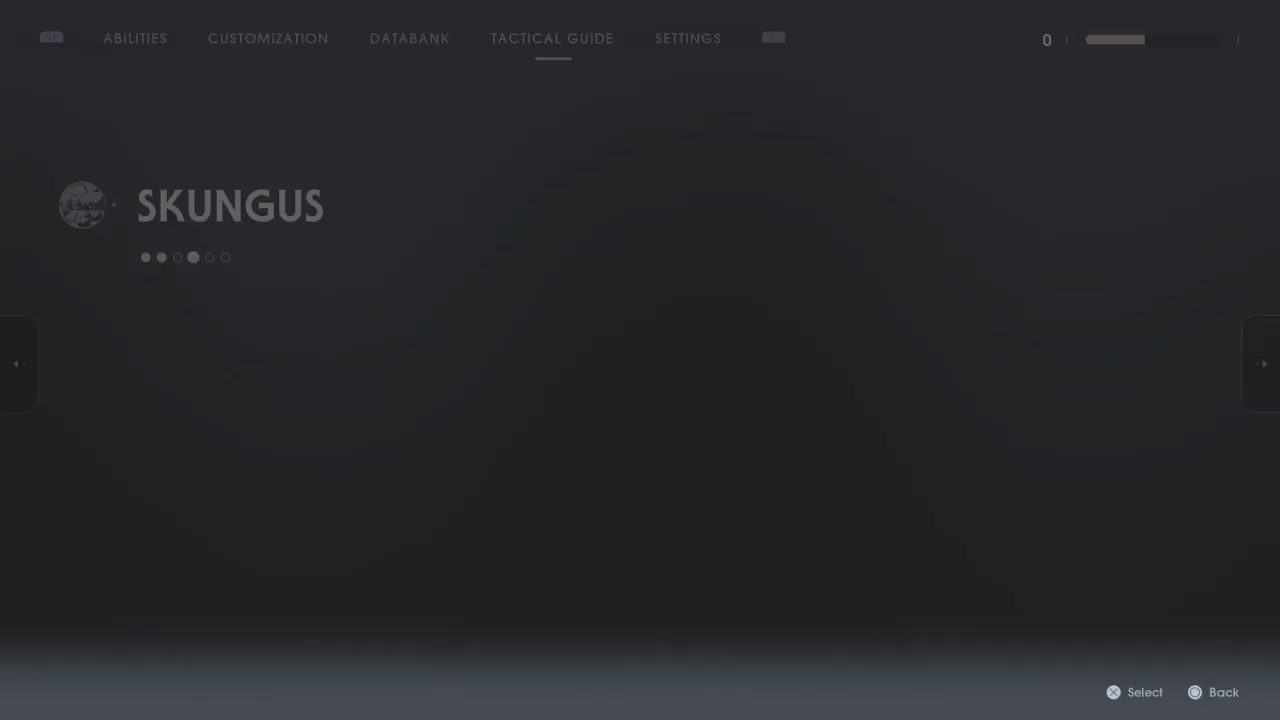 ABILITIES CUSTOMIZATION DATABANK TACTICAL GUIDE SETTINGS 0
SKUNGUS
Select Back